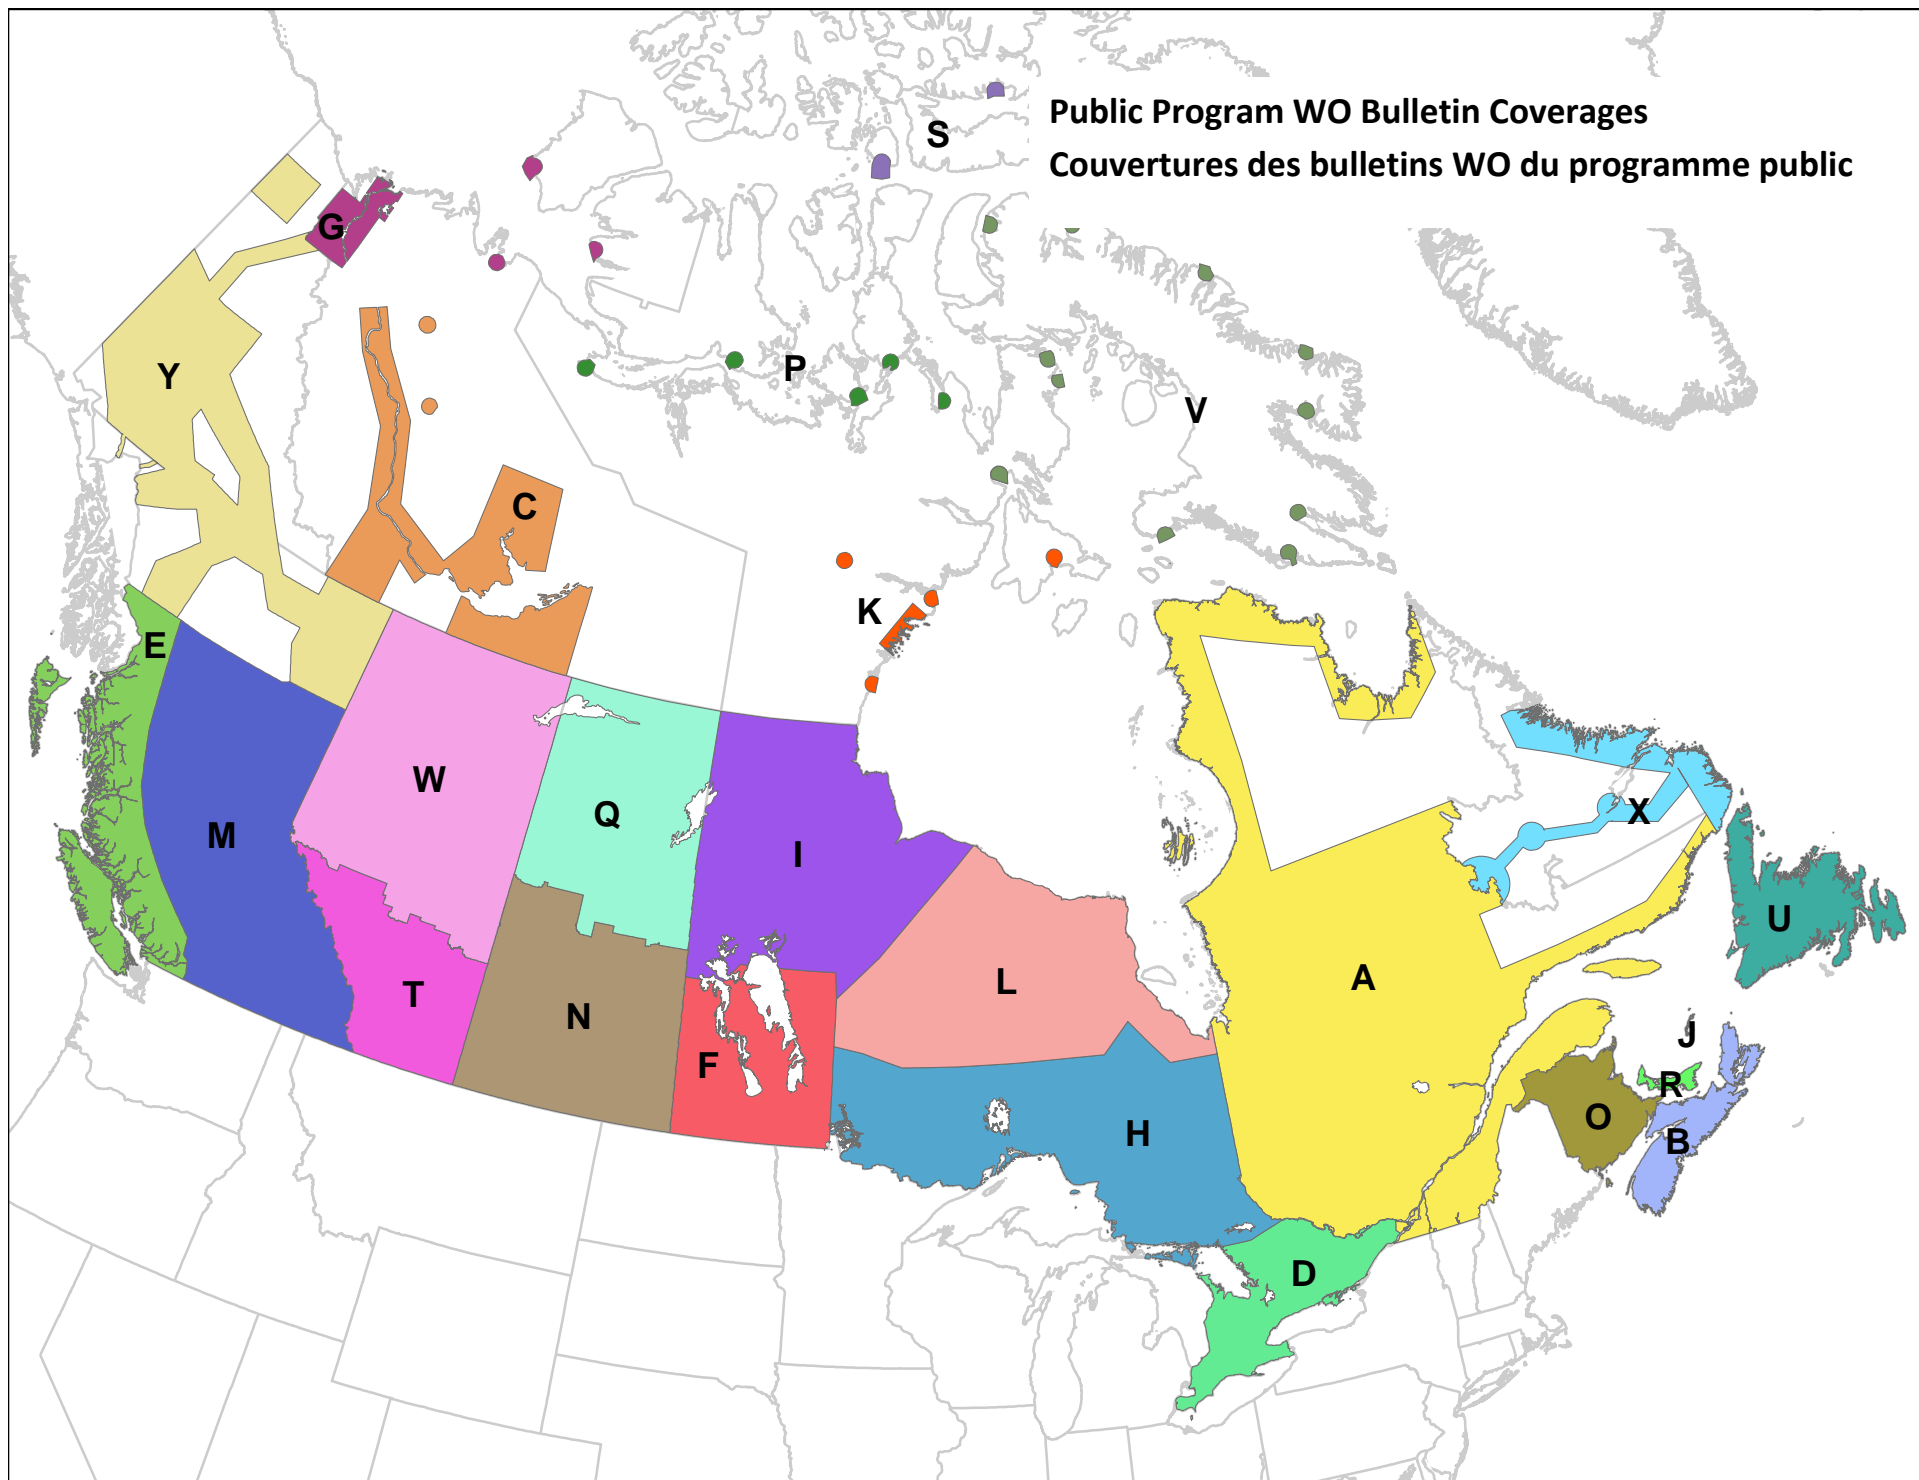 Public Program WO Bulletin Coverages
Couvertures des bulletins WO du programme public
S
G
Y
P
V
C
K
E
W
M
Q
X
I
U
A
L
T
N
J
F
R
O
H
B
D